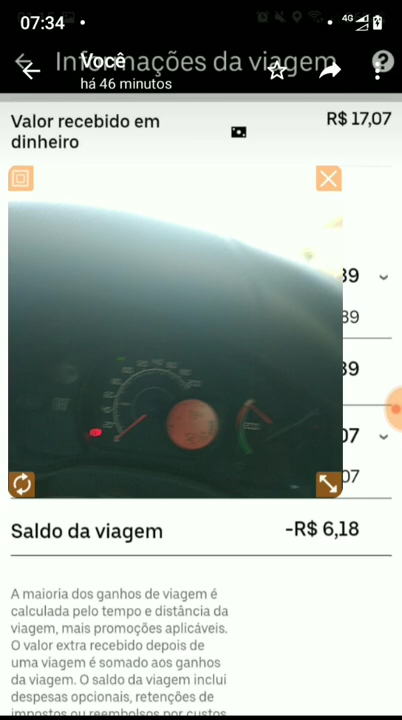 07:34
4G
Informações da viagem
Você
há 46 minutos
Valor recebido em
dinheiro
R$ 17,07
39
39
39
07
07
Saldo da viagem
-R$ 6,18
A maioria dos ganhos de viagem é
calculada pelo tempo e distância da
viagem, mais promoções aplicáveis.
O valor extra recebido depois de
uma viagem é somado aos ganhos
da viagem. O saldo da viagem inclui
despesas opcionais, retenções de
impostos ou reembolsos por custos